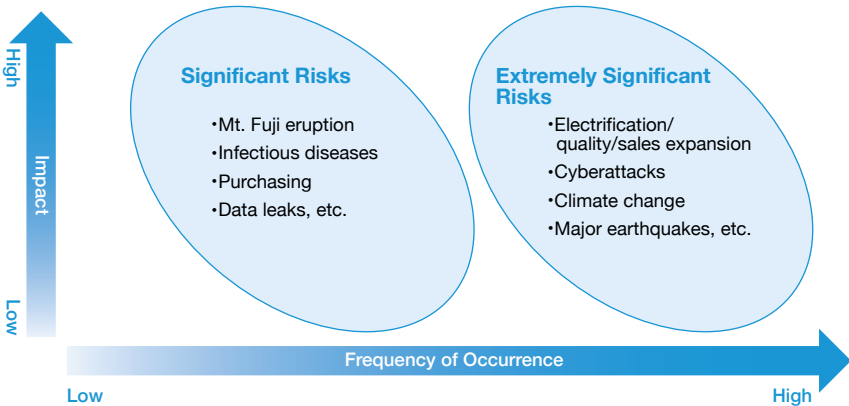 High
Impact
Low
Significant Risks
・Mt. Fuji eruption
・Infectious diseases
・Purchasing
・Data leaks, etc.
Extremely Significant
Risks
・Electrification/
quality/sales expansion
・Cyberattacks
・Climate change
・Major earthquakes, etc.
Frequency of Occurrence
Low
High